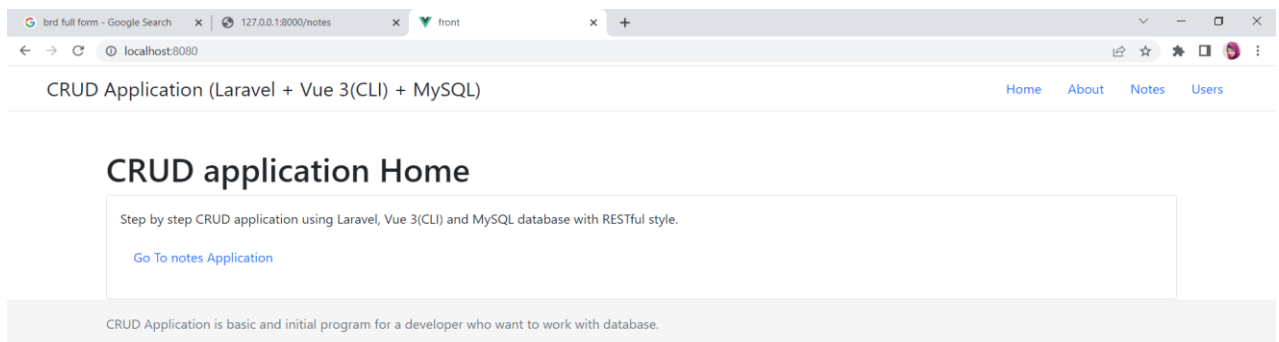 brd full form - Google Search
127.0.0.1:8000/notes
front
localhost:8080
CRUD Application (Laravel + Vue 3(CLI) + MySQL)
Home About Notes Users
CRUD application Home
Step by step CRUD application using Laravel, Vue 3(CLI) and MySQL database with RESTful style.
Go To notes Application
CRUD Application is basic and initial program for a developer who want to work with database.